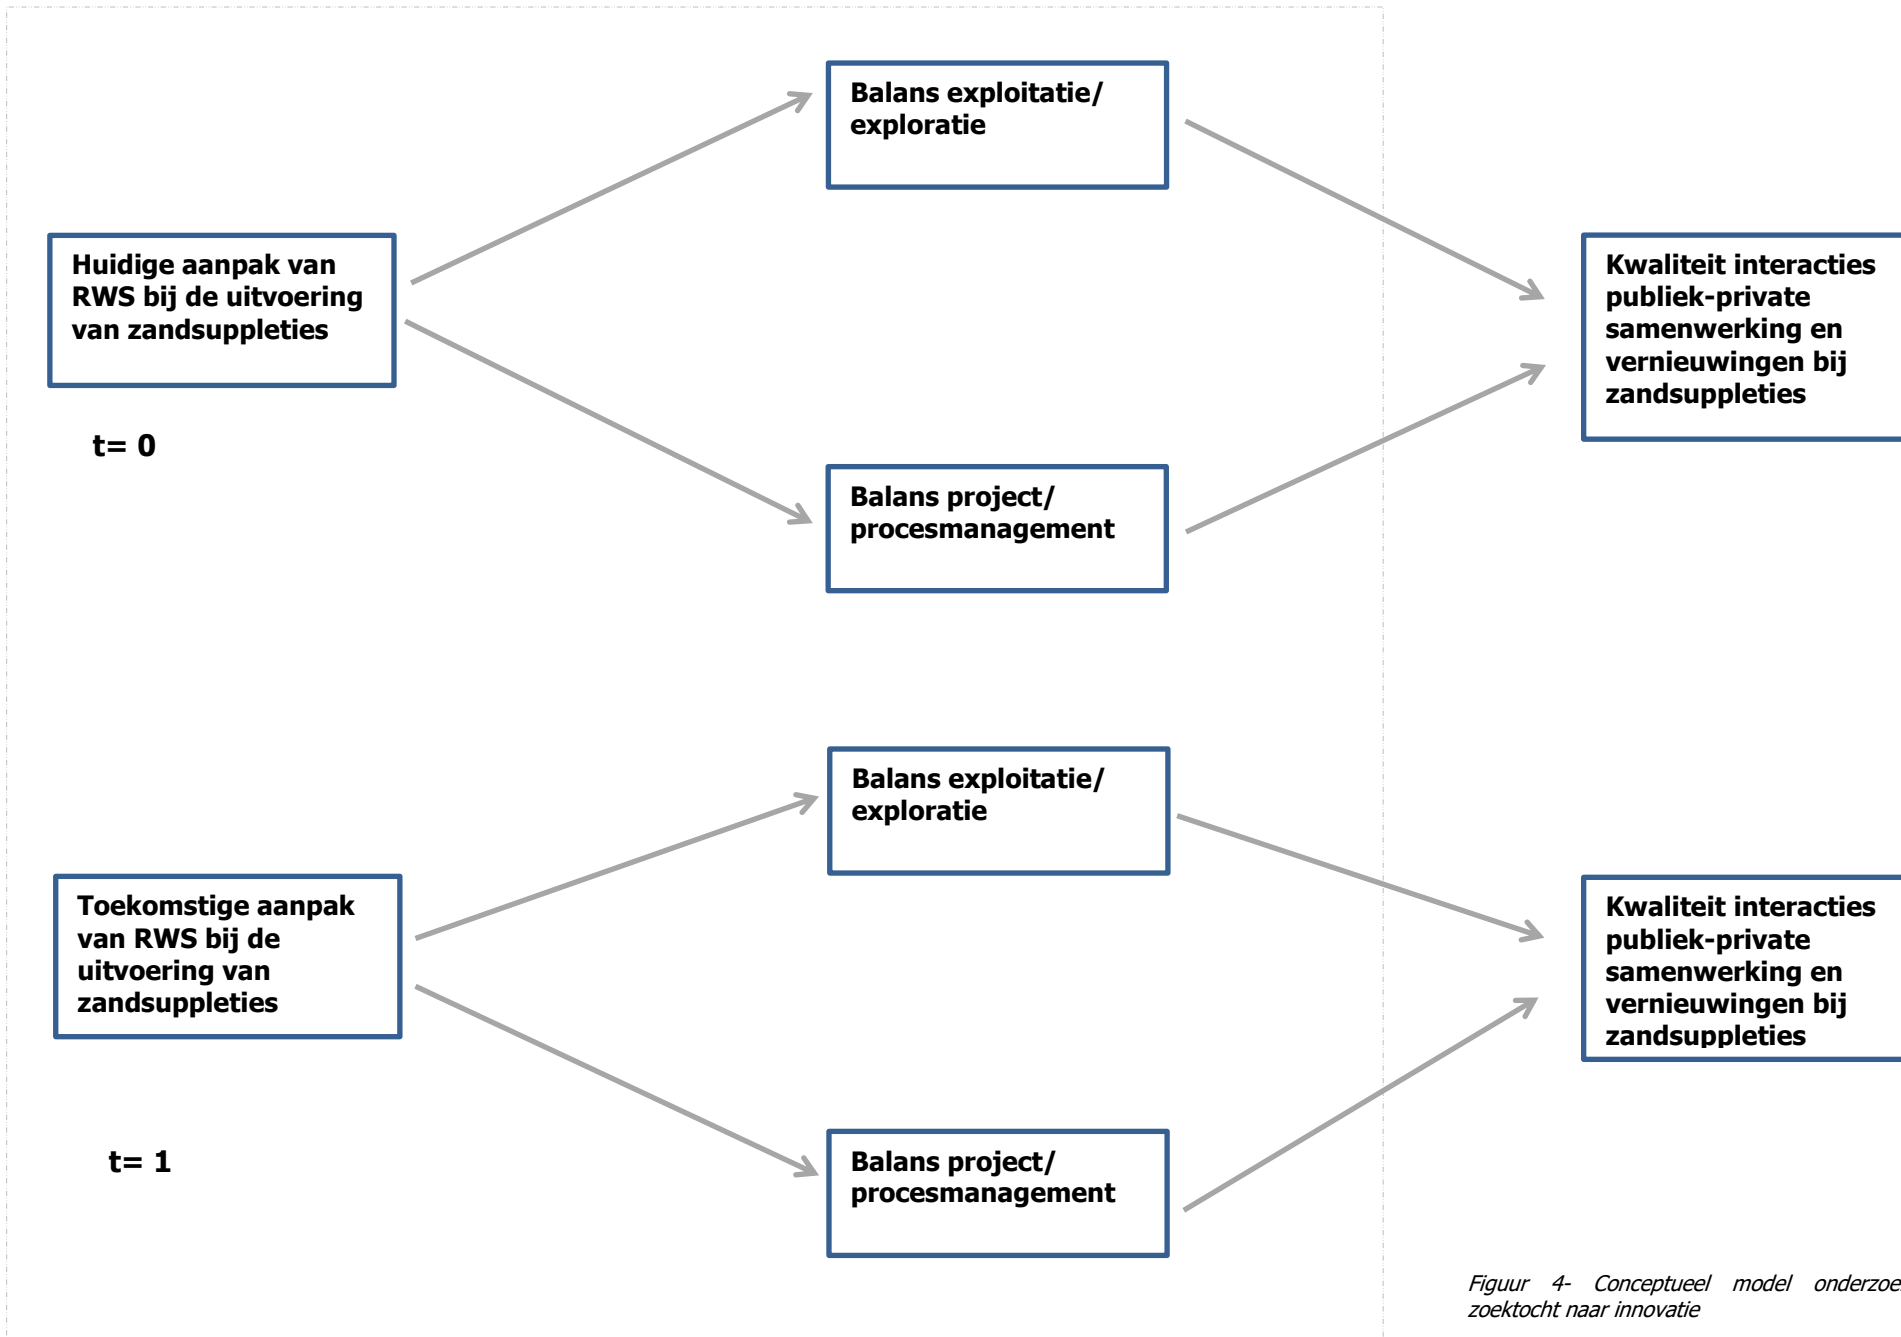 Balans exploitatie/
exploratie
Huidige aanpak van
RWS bij de uitvoering
van zandsuppleties
Kwaliteit interacties
publiek-private
samenwerking en
vernieuwingen bij
zandsuppleties
t= 0
Balans project/
procesmanagement
Balans exploitatie/
exploratie
Toekomstige aanpak
van RWS bij de
uitvoering van
zandsuppleties
Kwaliteit interacties
publiek-private
samenwerking en
vernieuwingen bij
zandsuppleties
t= 1
Balans project/
procesmanagement
Figuur 4- Conceptueel model
zoektocht naar innovatie